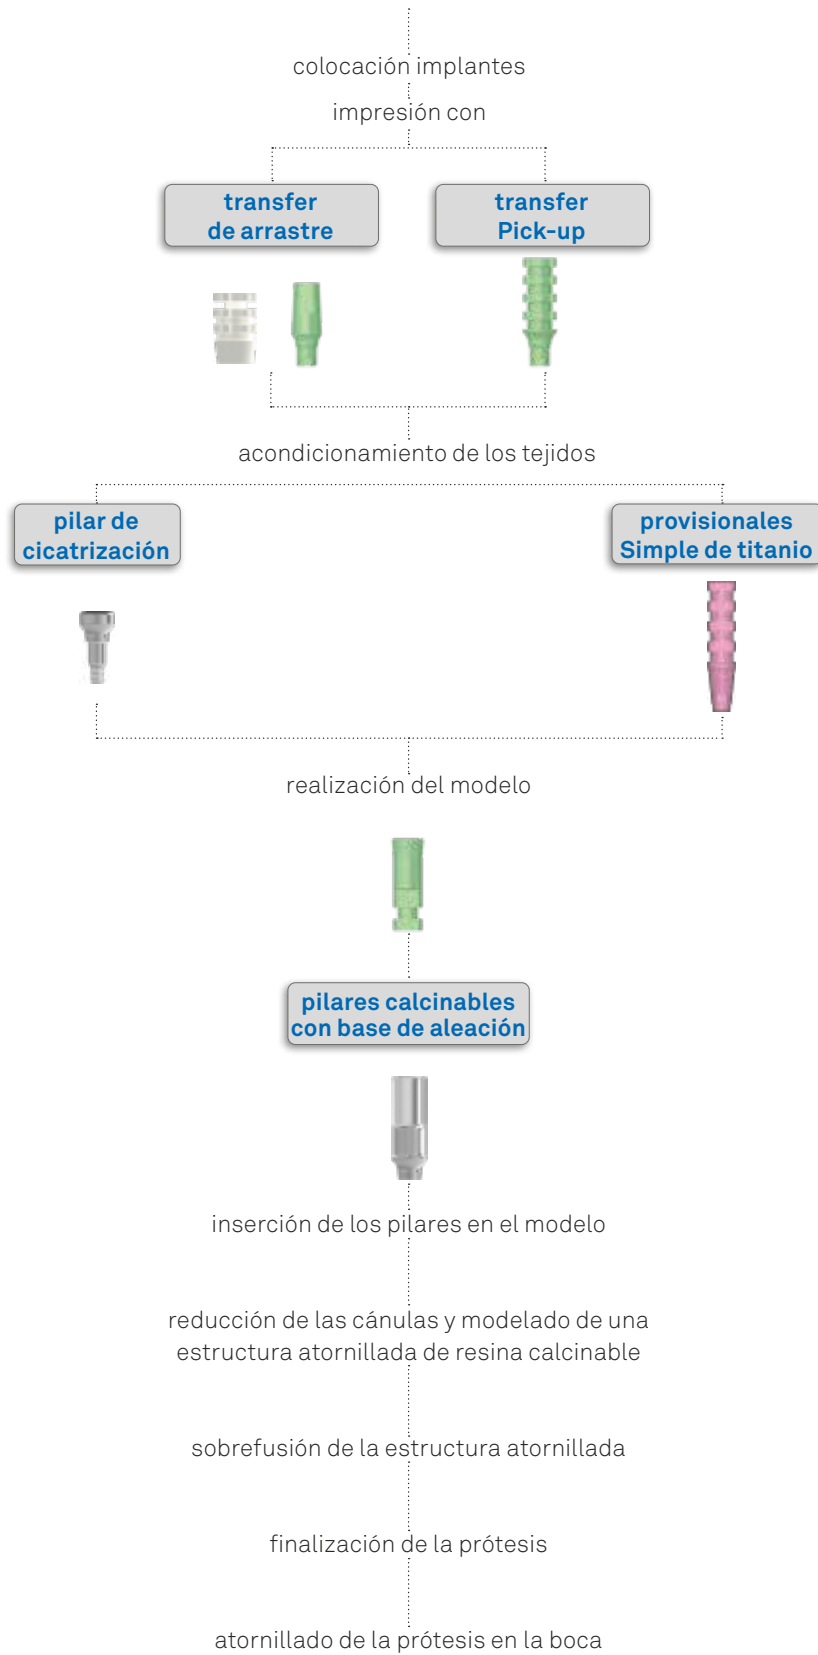 colocación implantes
impresión con
transfer
de arrastre
transfer
Pick-up
acondicionamiento de los tejidos
pilar de
cicatrización
provisionales
Simple de titanio
realización del modelo
pilares calcinables
con base de aleación
inserción de los pilares en el modelo
reducción de las cánulas y modelado de una
estructura atornillada de resina calcinable
sobrefusión de la estructura atornillada
finalización de la prótesis
atornillado de la prótesis en la boca